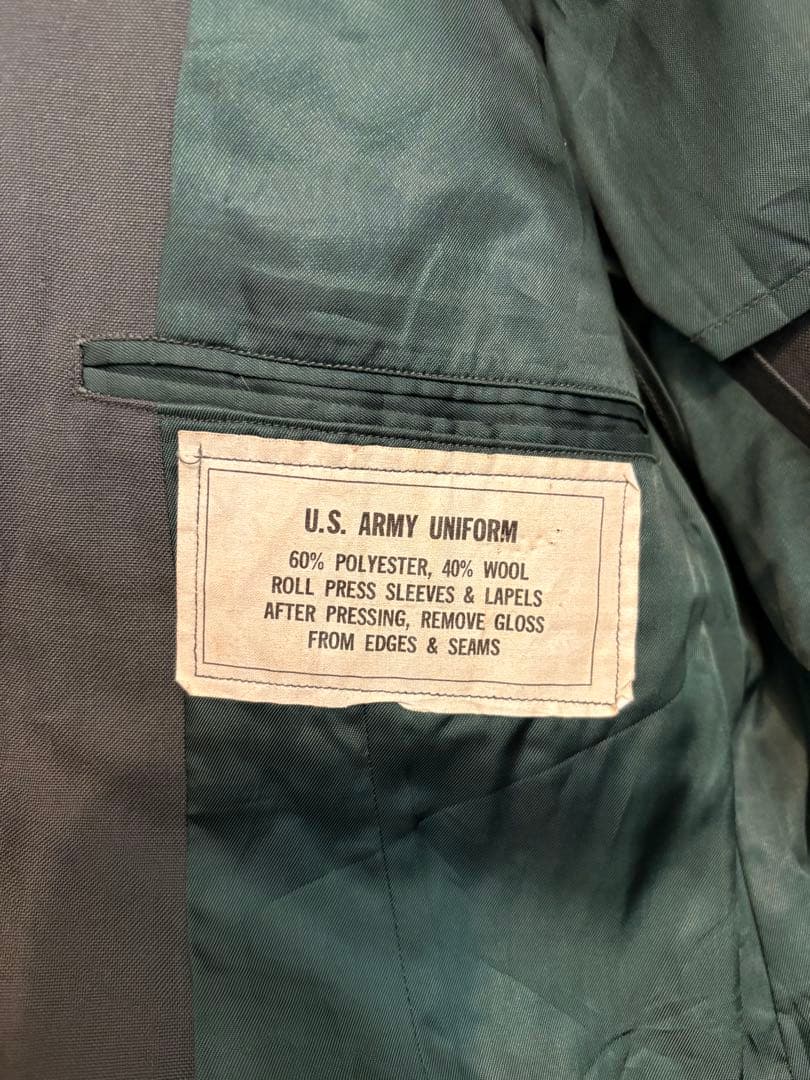 U.S. ARMY UNIFORM
60% POLYESTER, 40% WOOL
ROLL PRESS SLEEVES & LAPELS
AFTER PRESSING, REMOVE GLOSS
FROM EDGES & SEAMS